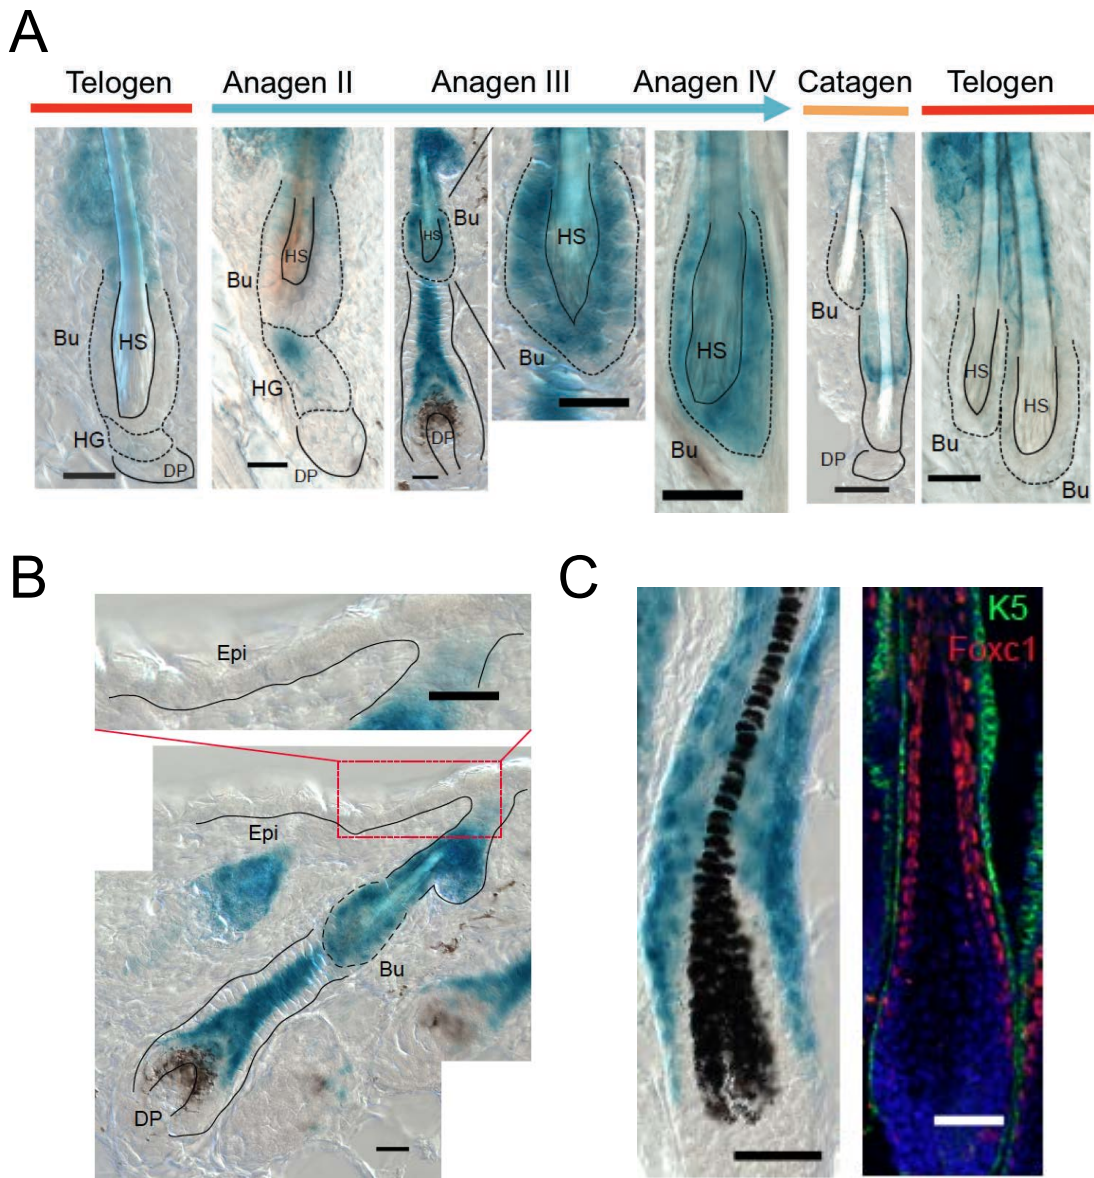 A
Telogen
Anagen II
Anagen III
Anagen IV
Catagen
Telogen
Bu
HS
HG
DP
Bu
HS
HG
DP
Bu
HS
DP
HS
Bu
HS
Bu
Bu
DP
HS
Bu
HS
Bu
B
Epi
Epi
Bu
DP
C
K5
Foxc1